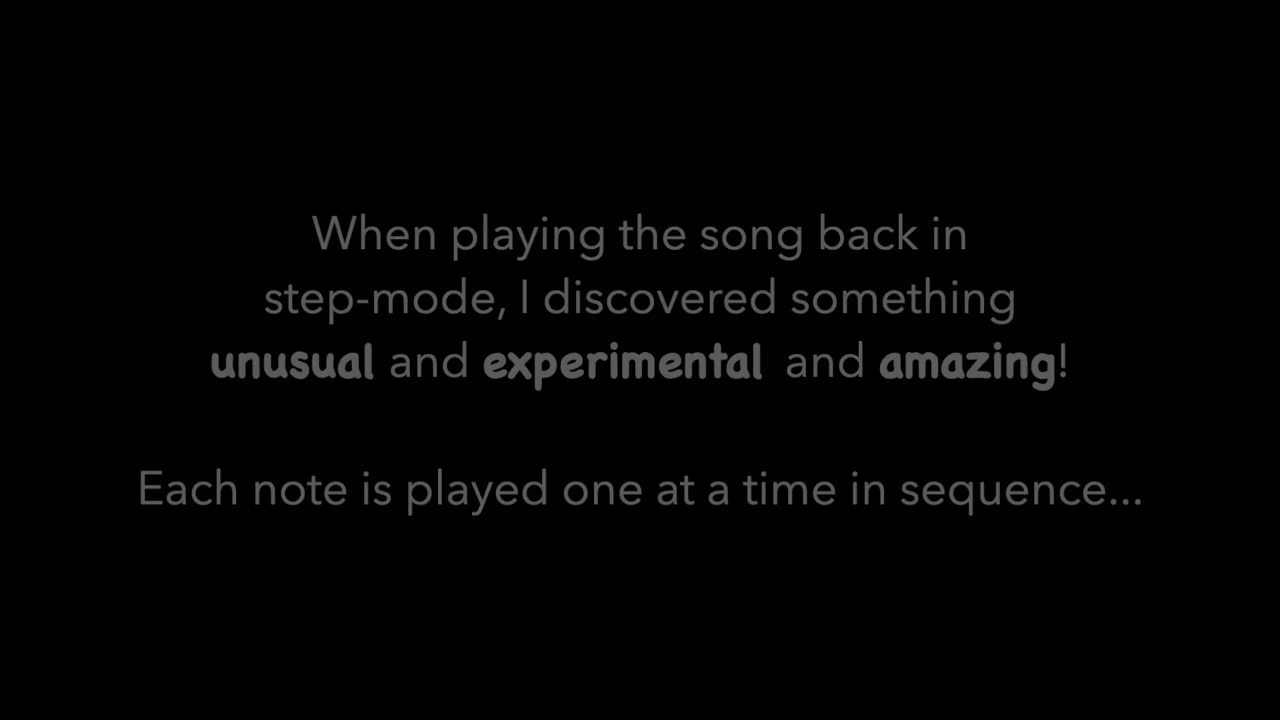 When playing the song back in
step-mode, I discovered something
unusual and experimental and amazing!
Each note is played one at a time in sequence...